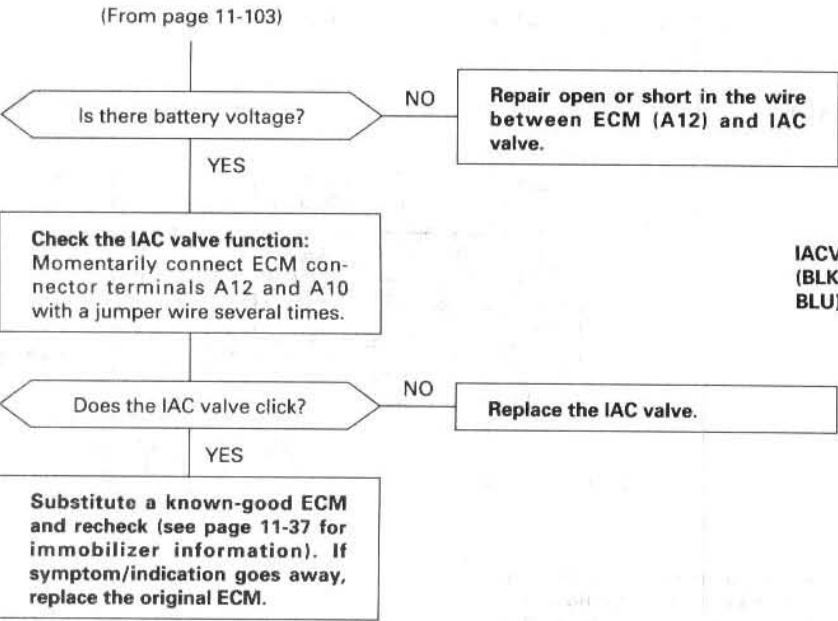 (From page 11-103)
Is there battery voltage?
NO
Repair open or short in the wire
between ECM (A12) and IAC
valve.
YES
Check the IAC valve function:
Momentarily connect ECM con-
nector terminals A12 and A10
with a jumper wire several times.
IACV
(BLK
BLU)
Does the IAC valve click?
NO
Replace the IAC valve.
YES
Substitute a known-good ECM
and recheck (see page 11-37 for
immobilizer information). If
symptom/indication goes away,
replace the original ECM.